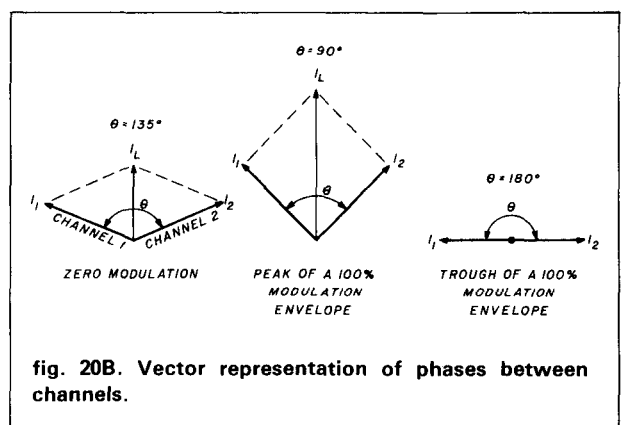 θ=135°
I_L
I_1
θ
I_2
CHANNEL 1
CHANNEL 2
ZERO MODULATION
θ=90°
I_L
I_1
I_2
θ
PEAK OF A 100%
MODULATION
ENVELOPE
θ=180°
θ
I_1
I_2
TROUGH OF A 100%
MODULATION
ENVELOPE
fig. 20B. Vector representation of phases between
channels.